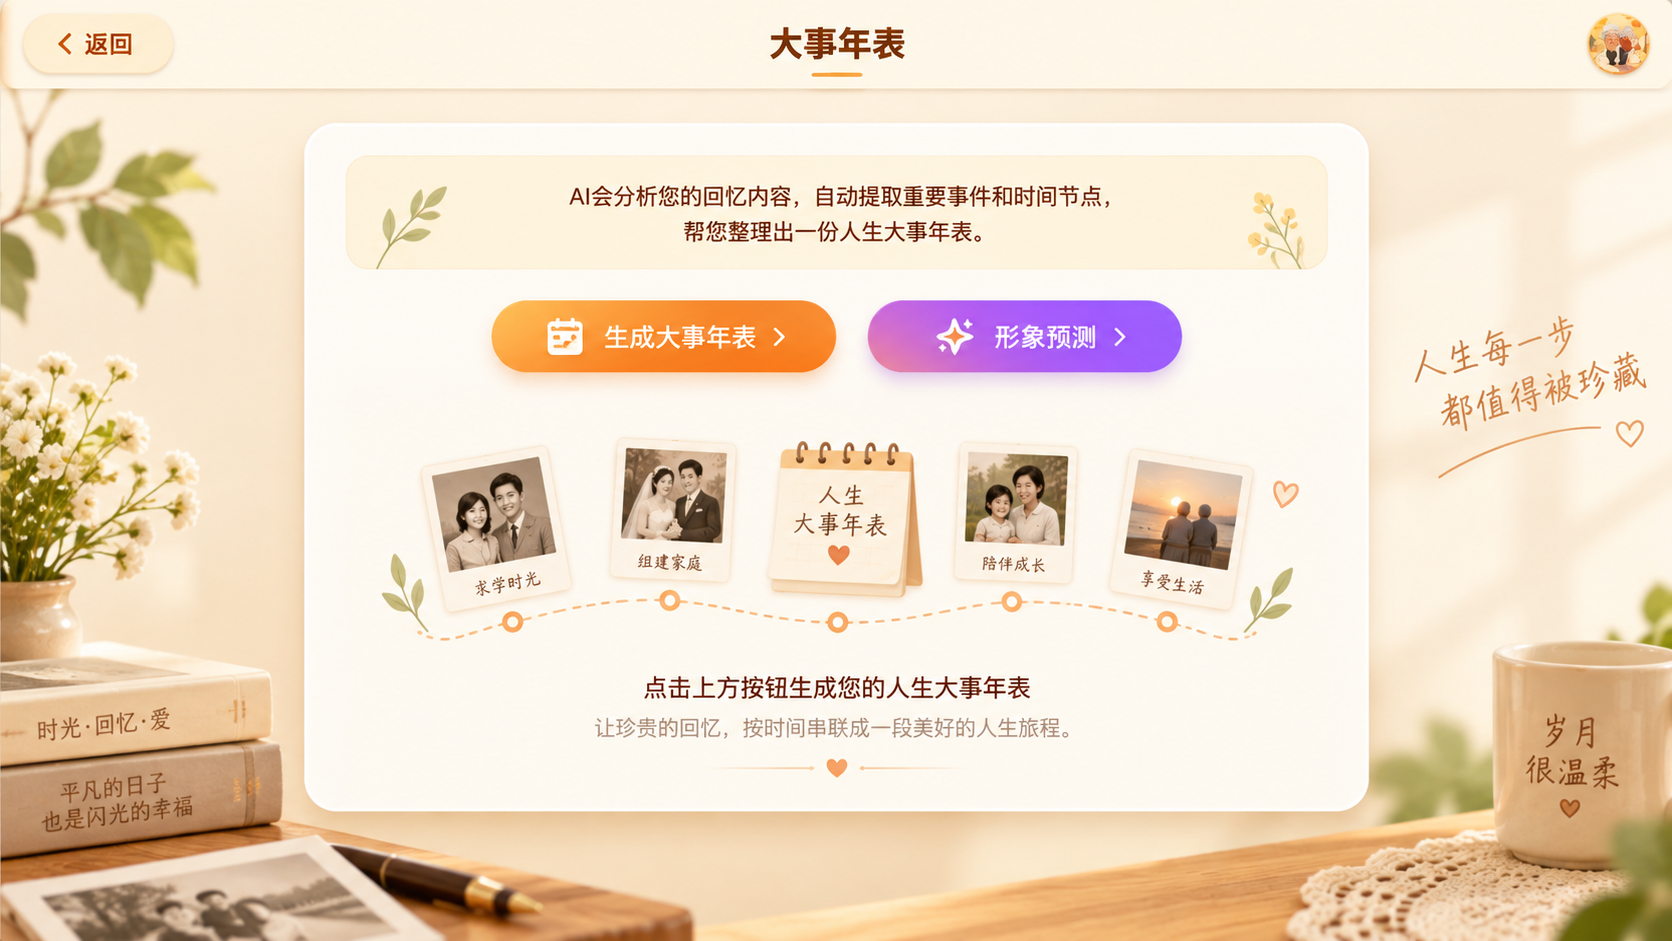 返回
大事年表
AI会分析您的回忆内容，自动提取重要事件和时间节点，
帮您整理出一份人生大事年表。
生成大事年表
形象预测
人生每一步
都值得被珍藏
求学时光
组建家庭
人生
大事年表
陪伴成长
享受生活
点击上方按钮生成您的人生大事年表
让珍贵的回忆，按时间串联成一段美好的人生旅程。
时光·回忆·爱
平凡的日子
也是闪光的幸福
岁月
很温柔